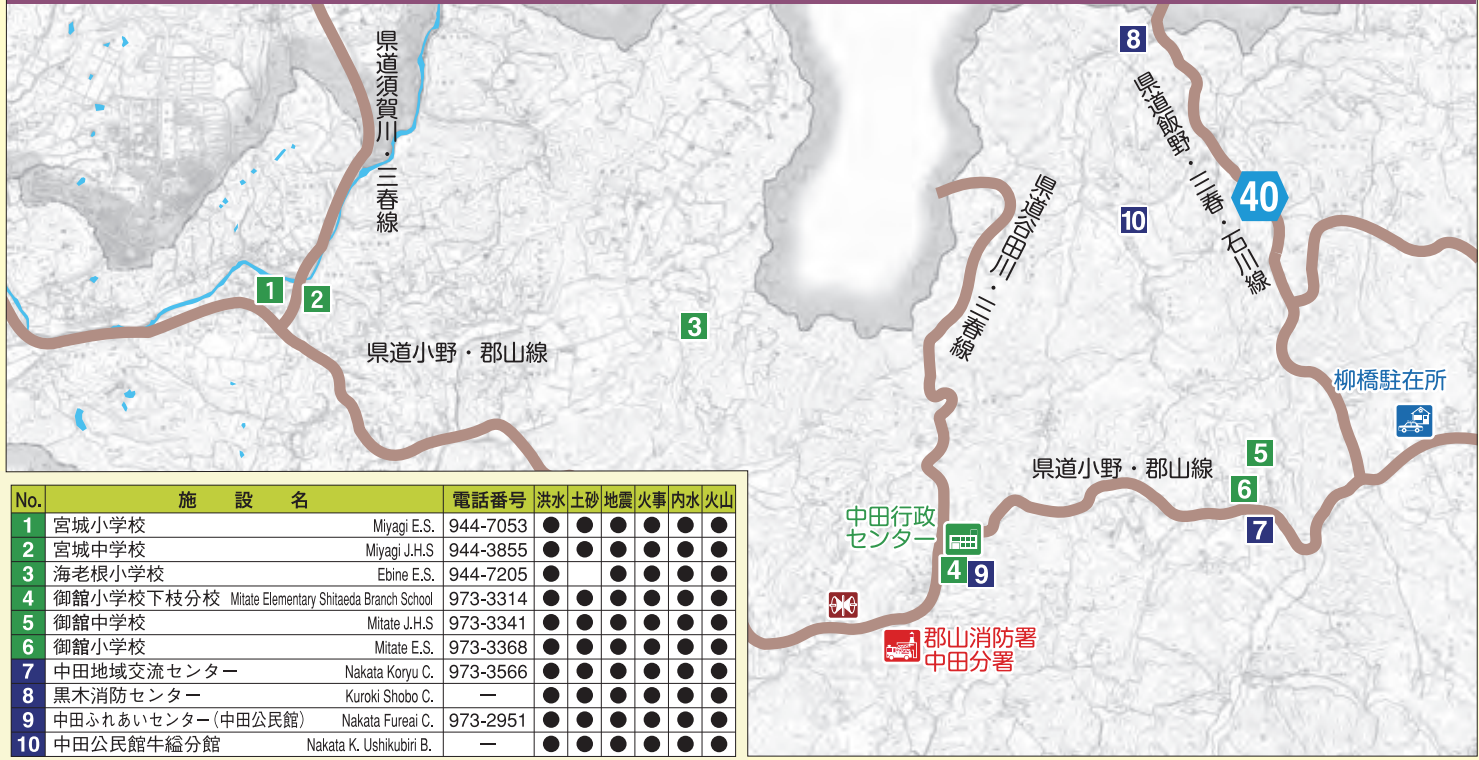 県道須賀川・三春線
8
県道飯野・三春・石川線
40
10
県道谷田川・三春線
1
2
3
県道小野・郡山線
柳橋駐在所
県道小野・郡山線
5
6
7
中田行政
センター
4
9
郡山消防署
中田分署
No. 施設名 電話番号 洪水 土砂 地震 火事 内水 火山
1 宮城小学校 Miyagi E.S. 944-7053 ● ● ● ● ● ●
2 宮城中学校 Miyagi J.H.S 944-3855 ● ● ● ● ● ●
3 海老根小学校 Ebine E.S. 944-7205 ● ● ● ● ●
4 御舘小学校下枝分校 Mitate Elementary Shitaeda Branch School 973-3314 ● ● ● ● ● ●
5 御舘中学校 Mitate J.H.S 973-3341 ● ● ● ● ● ●
6 御舘小学校 Mitate E.S. 973-3368 ● ● ● ● ● ●
7 中田地域交流センター Nakata Koryu C. 973-3566 ● ● ● ● ● ●
8 黒木消防センター Kuroki Shobo C. ― ● ● ● ● ● ●
9 中田ふれあいセンター(中田公民館) Nakata Fureai C. 973-2951 ● ● ● ● ● ●
10 中田公民館牛縊分館 Nakata K. Ushikubiri B. ― ● ● ● ● ● ●